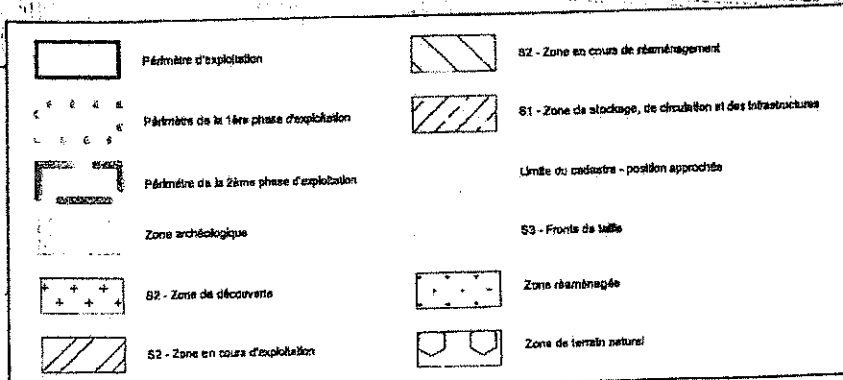 Périmètre d'exploitation
Périmètre de la 1ère phase d'exploitation
Périmètre de la 2ème phase d'exploitation
Zone archéologique
S2 - Zone de découverte
S2 - Zone en cours d'exploitation
S2 - Zone en cours de réaménagement
S1 - Zone de stockage, de circulation et des infrastructures
Limite du cadastre - position approchée
S3 - Fronts de taille
Zone réaménagée
Zone de terrain naturel